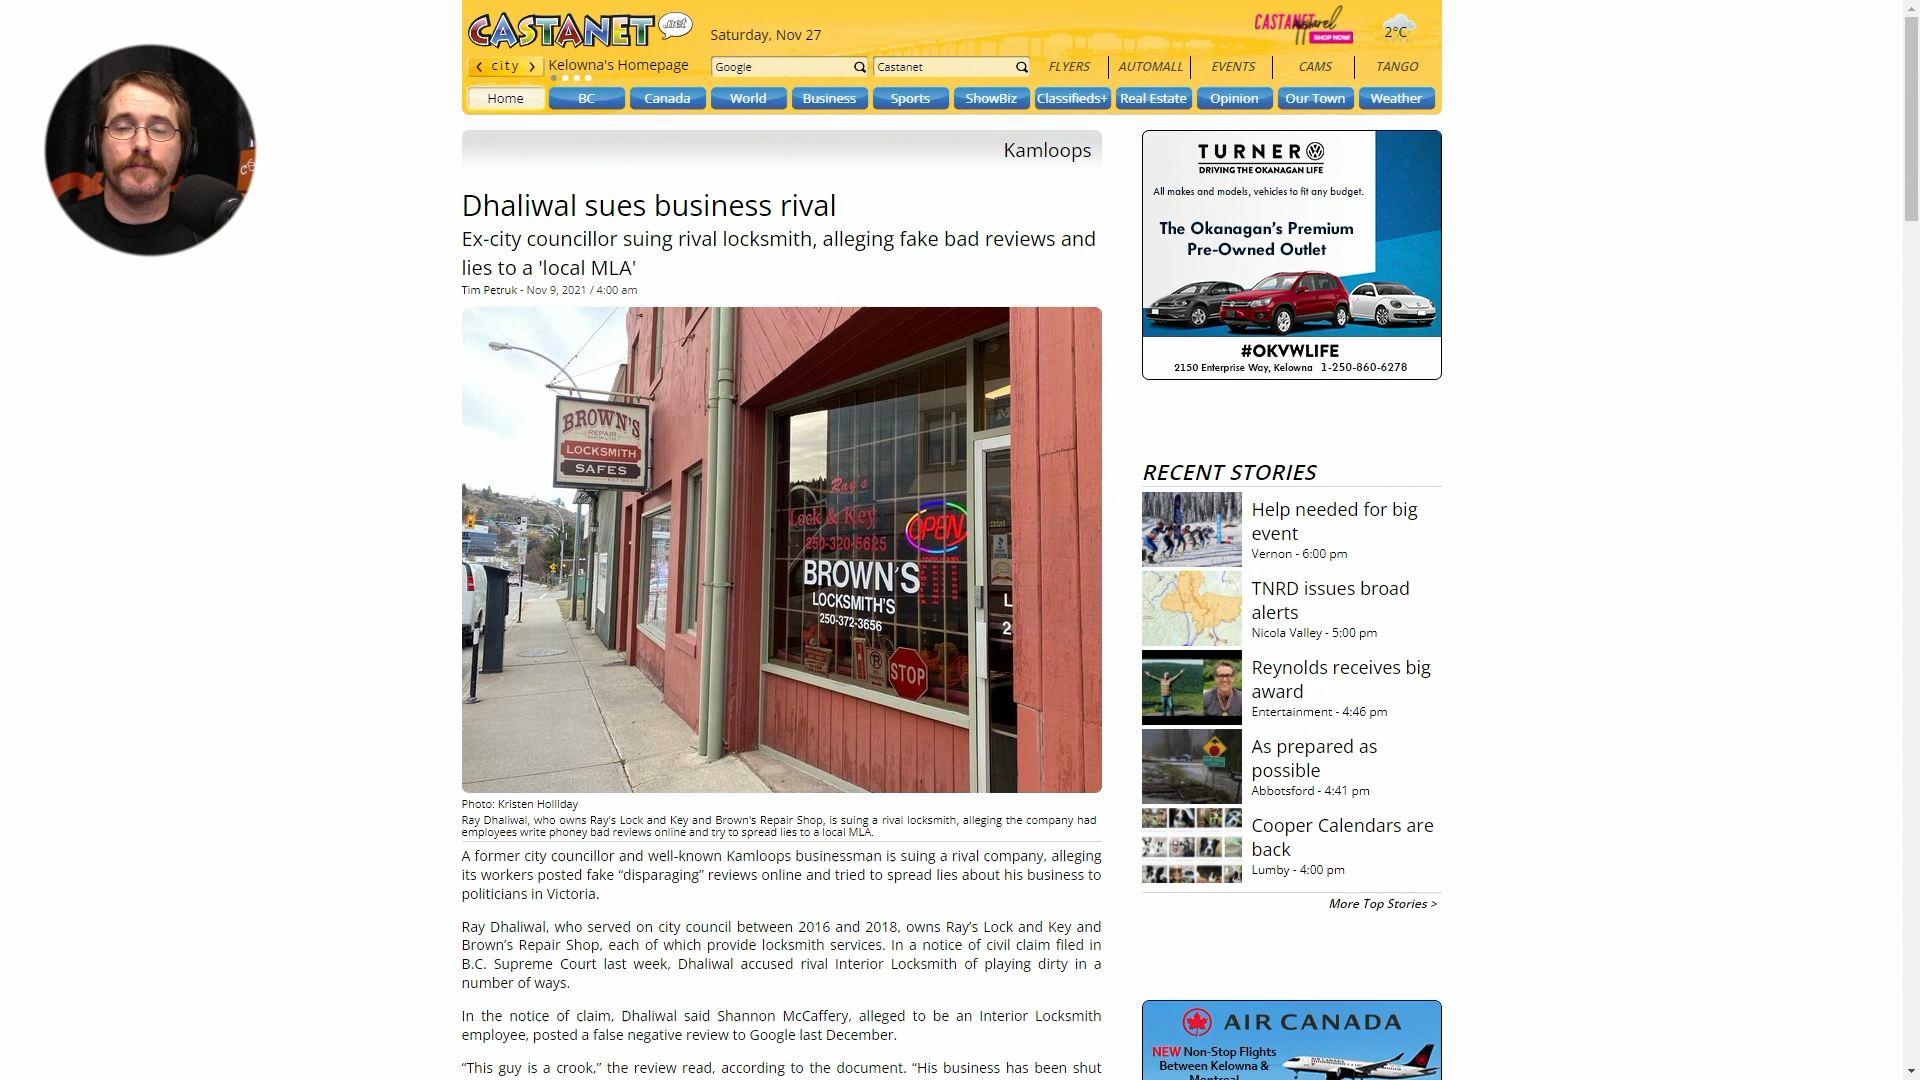 CASTANET .net
Saturday, Nov 27
CASTANET apparel
SHOP NOW!
2°C
< city >
Kelowna's Homepage
Google
Castanet
FLYERS
AUTOMALL
EVENTS
CAMS
TANGO
Home
BC
Canada
World
Business
Sports
ShowBiz
Classifieds+
Real Estate
Opinion
Our Town
Weather
Kamloops
Dhaliwal sues business rival
Ex-city councillor suing rival locksmith, alleging fake bad reviews and
lies to a 'local MLA'
Tim Petruk - Nov 9, 2021 / 4:00 am
BROWN'S
REPAIR
LOCKSMITH
SAFES
Ray's
Lock & Key
250-320-5625
OPEN
BROWN'S
LOCKSMITH'S
250-372-3656
STOP
L
2
Photo: Kristen Holliday
Ray Dhaliwal, who owns Ray's Lock and Key and Brown's Repair Shop, is suing a rival locksmith, alleging the company had
employees write phoney bad reviews online and try to spread lies to a local MLA.
A former city councillor and well-known Kamloops businessman is suing a rival company, alleging
its workers posted fake “disparaging” reviews online and tried to spread lies about his business to
politicians in Victoria.
Ray Dhaliwal, who served on city council between 2016 and 2018, owns Ray’s Lock and Key and
Brown’s Repair Shop, each of which provide locksmith services. In a notice of civil claim filed in
B.C. Supreme Court last week, Dhaliwal accused rival Interior Locksmith of playing dirty in a
number of ways.
In the notice of claim, Dhaliwal said Shannon McCaffery, alleged to be an Interior Locksmith
employee, posted a false negative review to Google last December.
“This guy is a crook,” the review read, according to the document. “His business has been shut
TURNER
DRIVING THE OKANAGAN LIFE
All makes and models, vehicles to fit any budget.
The Okanagan's Premium
Pre-Owned Outlet
#OKVWLIFE
2150 Enterprise Way, Kelowna 1-250-860-6278
RECENT STORIES
Help needed for big
event
Vernon - 6:00 pm
TNRD issues broad
alerts
Nicola Valley - 5:00 pm
Reynolds receives big
award
Entertainment - 4:46 pm
As prepared as
possible
Abbotsford - 4:41 pm
Cooper Calendars are
back
Lumby - 4:00 pm
More Top Stories >
AIR CANADA
NEW Non-Stop Flights
Between Kelowna &
Montreal